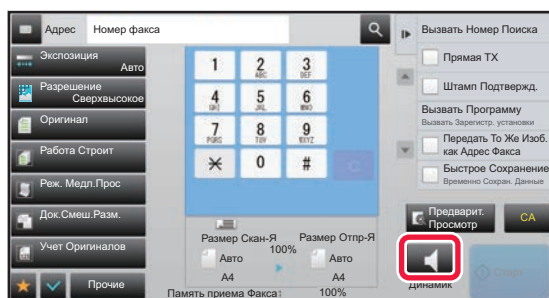 Адрес Номер факса
Экспозиция
Авто
Разрешение
Сверхвысокое
Оригинал
Работа Строит
Реж. Медл.Прос
Док.Смеш.Разм.
Учет Оригиналов
Прочие
1
2
ABC
3
DEF
4
GHI
5
JKL
6
MNO
7
PQRS
8
TUV
9
WXYZ
0
#
C
Размер Скан-Я
100%
Размер Отпр-Я
Авто
Авто
A4
A4
Память приема Факса:
100%
Вызвать Номер Поиска
Прямая TX
Штамп Подтвержд.
Вызвать Программу
Вызвать Зарегистр. установки
Передать То Же Изоб.
как Адрес Факса
Быстрое Сохранение
Временно Сохран. Данные
Предварит.
Просмотр
CA
Динамик
Старт